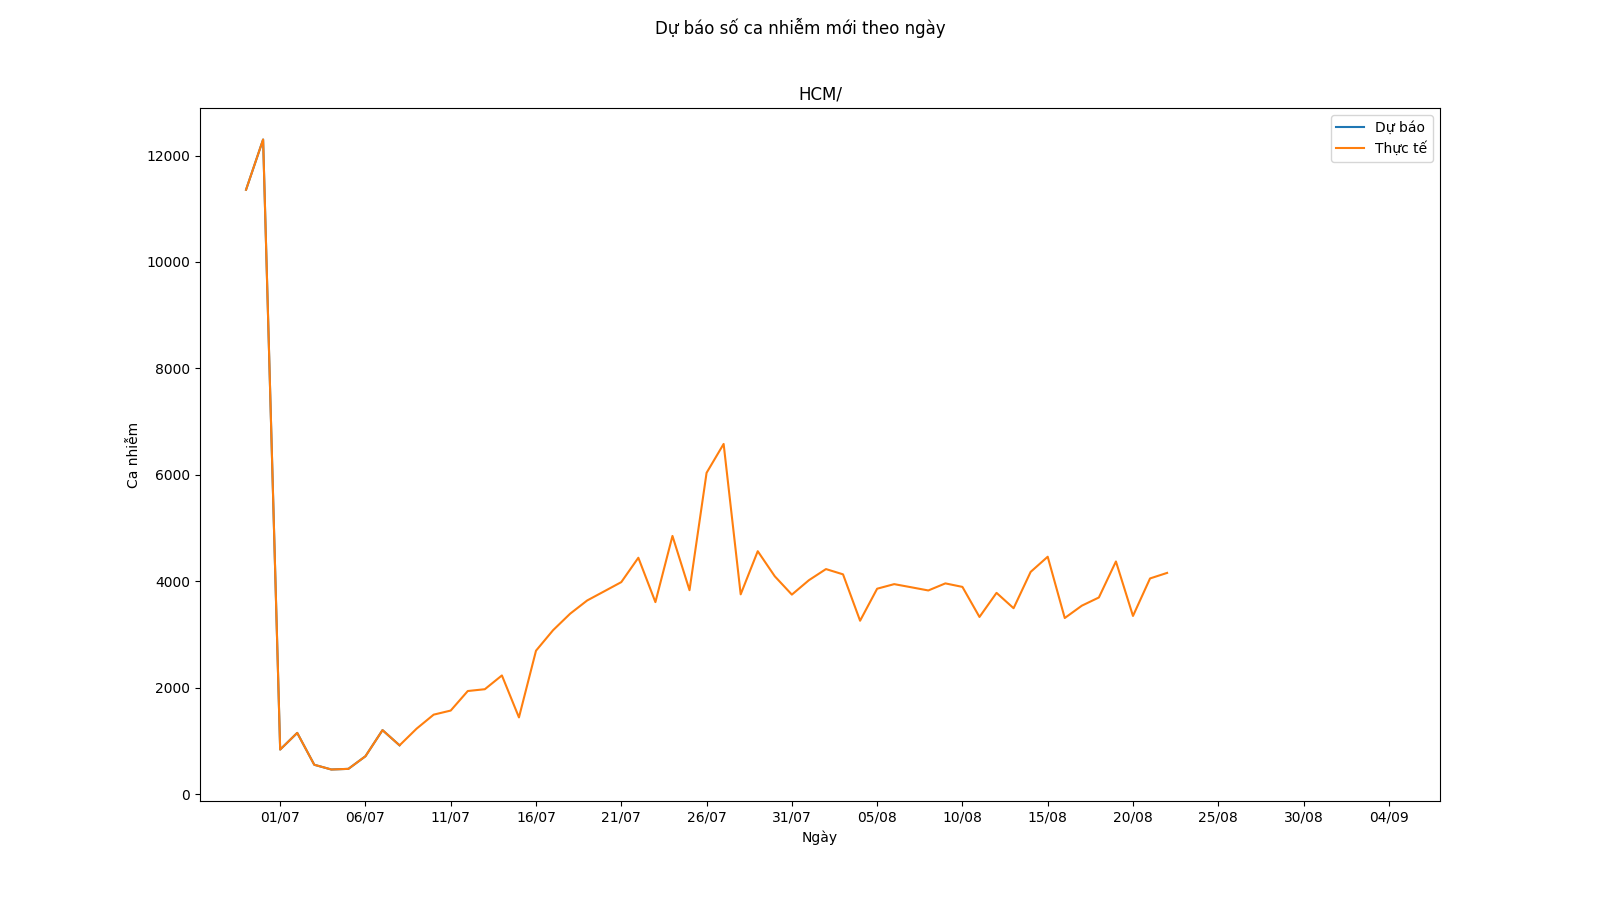 Dự báo số ca nhiễm mới theo ngày
HCM/
Dự báo
Thực tế
12000
10000
8000
6000
4000
2000
0
Ca nhiễm
01/07 06/07 11/07 16/07 21/07 26/07 31/07 05/08 10/08 15/08 20/08 25/08 30/08 04/09
Ngày